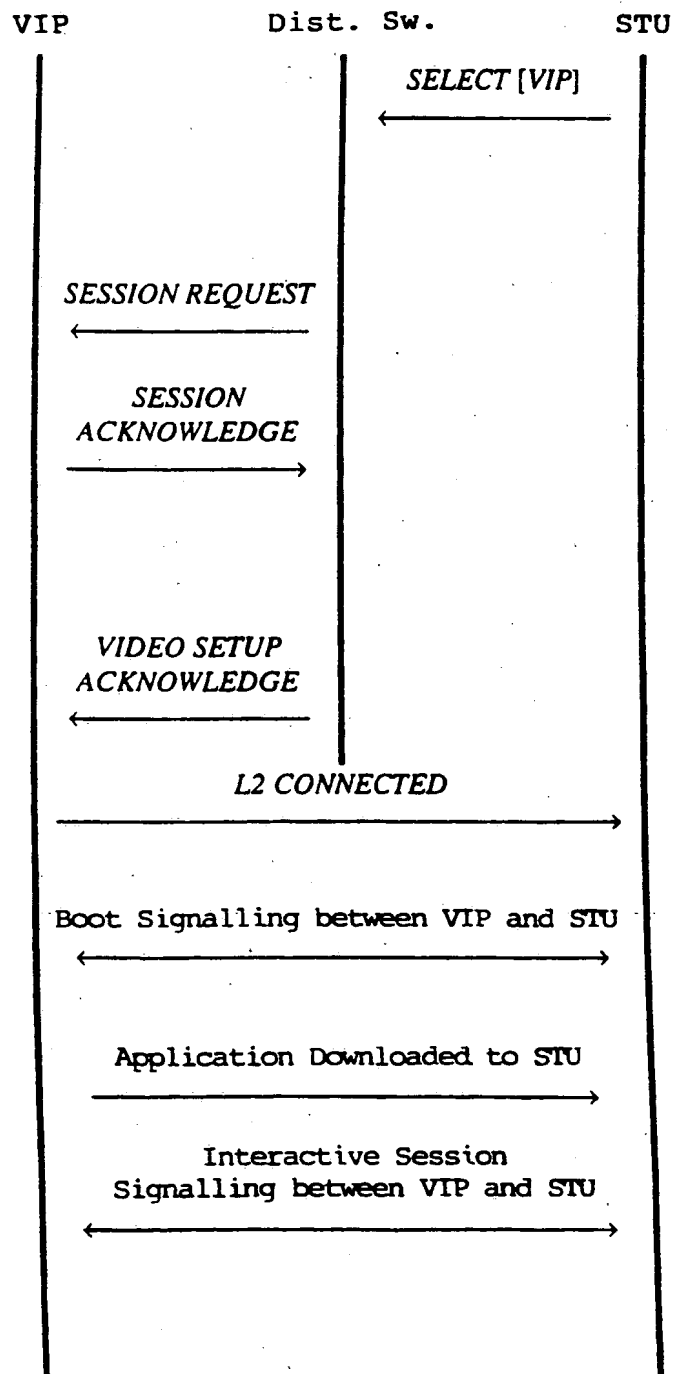 VIP Dist. Sw. STU
SELECT [VIP]
SESSION REQUEST
SESSION
ACKNOWLEDGE
VIDEO SETUP
ACKNOWLEDGE
L2 CONNECTED
Boot Signalling between VIP and STU
Application Downloaded to STU
Interactive Session
Signalling between VIP and STU